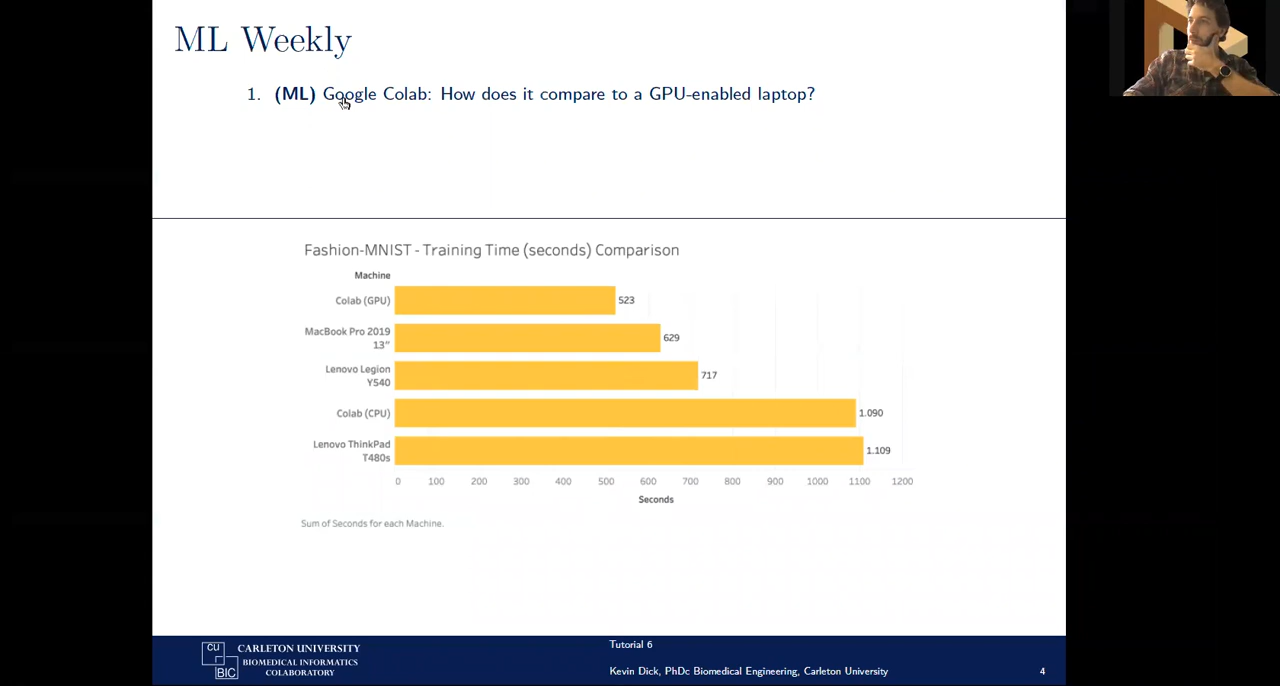 ML Weekly
1. (ML) Google Colab: How does it compare to a GPU-enabled laptop?
Fashion-MNIST - Training Time (seconds) Comparison
Machine
Colab (GPU)
523
MacBook Pro 2019
13”
629
Lenovo Legion
Y540
717
Colab (CPU)
1.090
Lenovo ThinkPad
T480s
1.109
0 100 200 300 400 500 600 700 800 900 1000 1100 1200
Seconds
Sum of Seconds for each Machine.
CU
BIC
CARLETON UNIVERSITY
BIOMEDICAL INFORMATICS
COLABORATORY
Tutorial 6
Kevin Dick, PhDc Biomedical Engineering, Carleton University
4